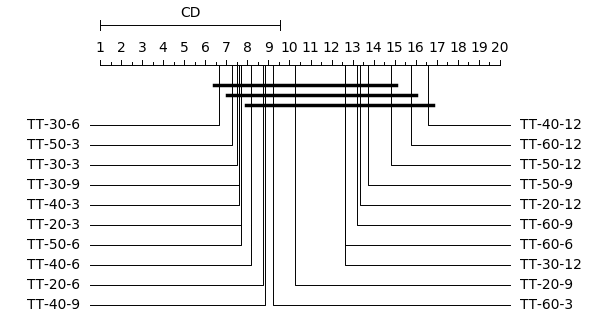 CD
1 2 3 4 5 6 7 8 9 10 11 12 13 14 15 16 17 18 19 20
TT-30-6 TT-40-12
TT-50-3 TT-60-12
TT-30-3 TT-50-12
TT-30-9 TT-50-9
TT-40-3 TT-20-12
TT-20-3 TT-60-9
TT-50-6 TT-60-6
TT-40-6 TT-30-12
TT-20-6 TT-20-9
TT-40-9 TT-60-3